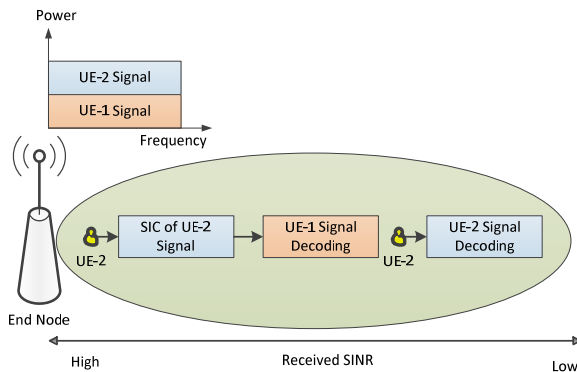 Power
UE-2 Signal
UE-1 Signal
Frequency
SIC of UE-2
Signal
UE-1 Signal
Decoding
UE-2 Signal
Decoding
UE-2
UE-2
End Node
High
Received SINR
Low